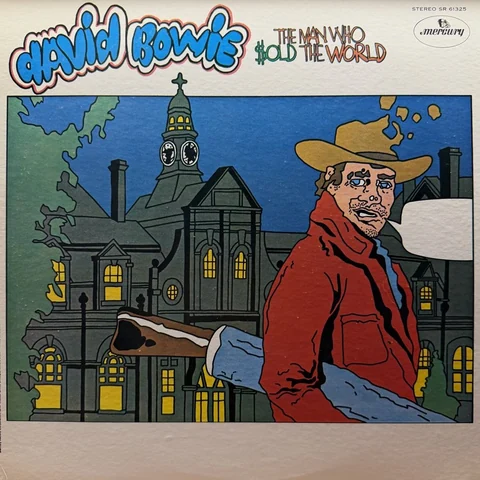 david Bowie
THE MAN WHO
$OLD THE WORLD
STEREO SR 61325
mercury